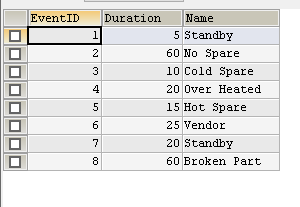 EventID Duration Name
1 5 Standby
2 60 No Spare
3 10 Cold Spare
4 20 Over Heated
5 15 Hot Spare
6 25 Vendor
7 20 Standby
8 60 Broken Part